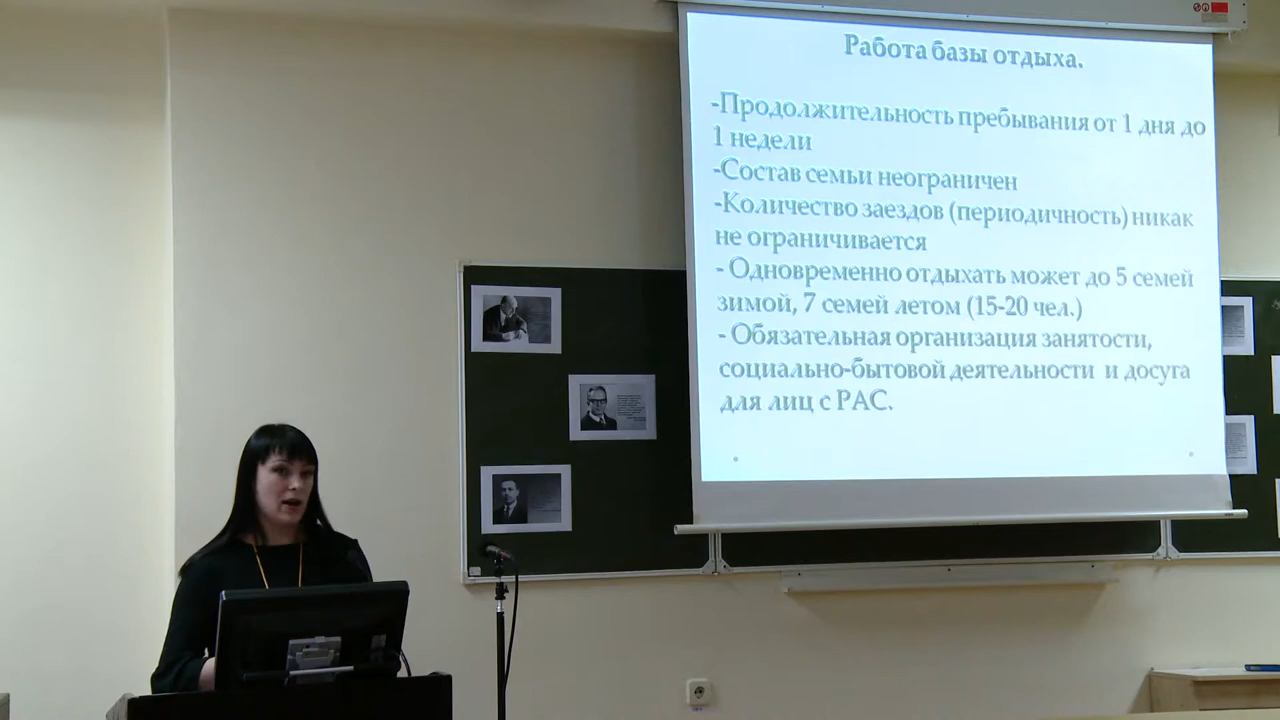 Работа базы отдыха.
-Продолжительность пребывания от 1 дня до
1 недели
-Состав семьи неограничен
-Количество заездов (периодичность) никак
не ограничивается
- Одновременно отдыхать может до 5 семей
зимой, 7 семей летом (15-20 чел.)
- Обязательная организация занятости,
социально-бытовой деятельности и досуга
для лиц с РАС.